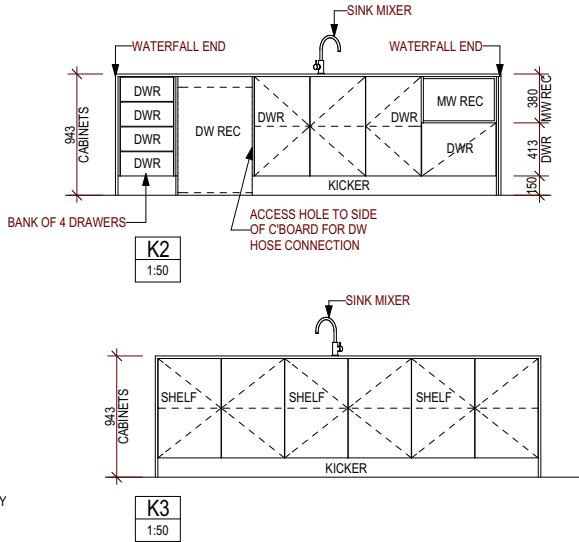 SINK MIXER
WATERFALL END
WATERFALL END
DWR
DWR
DWR
DWR
DW REC
DWR
DWR
MW REC
DWR
KICKER
943
CABINETS
380
MW REC
413
DWR
150
BANK OF 4 DRAWERS
ACCESS HOLE TO SIDE
OF C'BOARD FOR DW
HOSE CONNECTION
K2
1:50
SINK MIXER
SHELF
SHELF
SHELF
KICKER
943
CABINETS
Y
K3
1:50